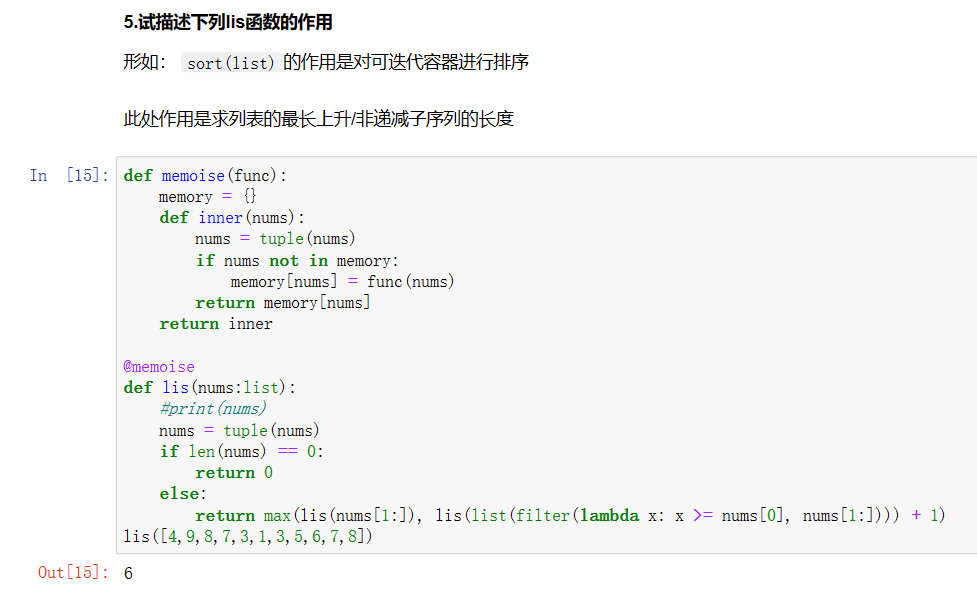 5.试描述下列lis函数的作用
形如： sort(list) 的作用是对可迭代容器进行排序
此处作用是求列表的最长上升/非递减子序列的长度
In [15]: def memoise(func):
    memory = {}
    def inner(nums):
        nums = tuple(nums)
        if nums not in memory:
            memory[nums] = func(nums)
        return memory[nums]
    return inner
@memoise
def lis(nums:list):
    #print(nums)
    nums = tuple(nums)
    if len(nums) == 0:
        return 0
    else:
        return max(lis(nums[1:]), lis(list(filter(lambda x: x >= nums[0], nums[1:]))) + 1)
lis([4,9,8,7,3,1,3,5,6,7,8])
Out[15]: 6